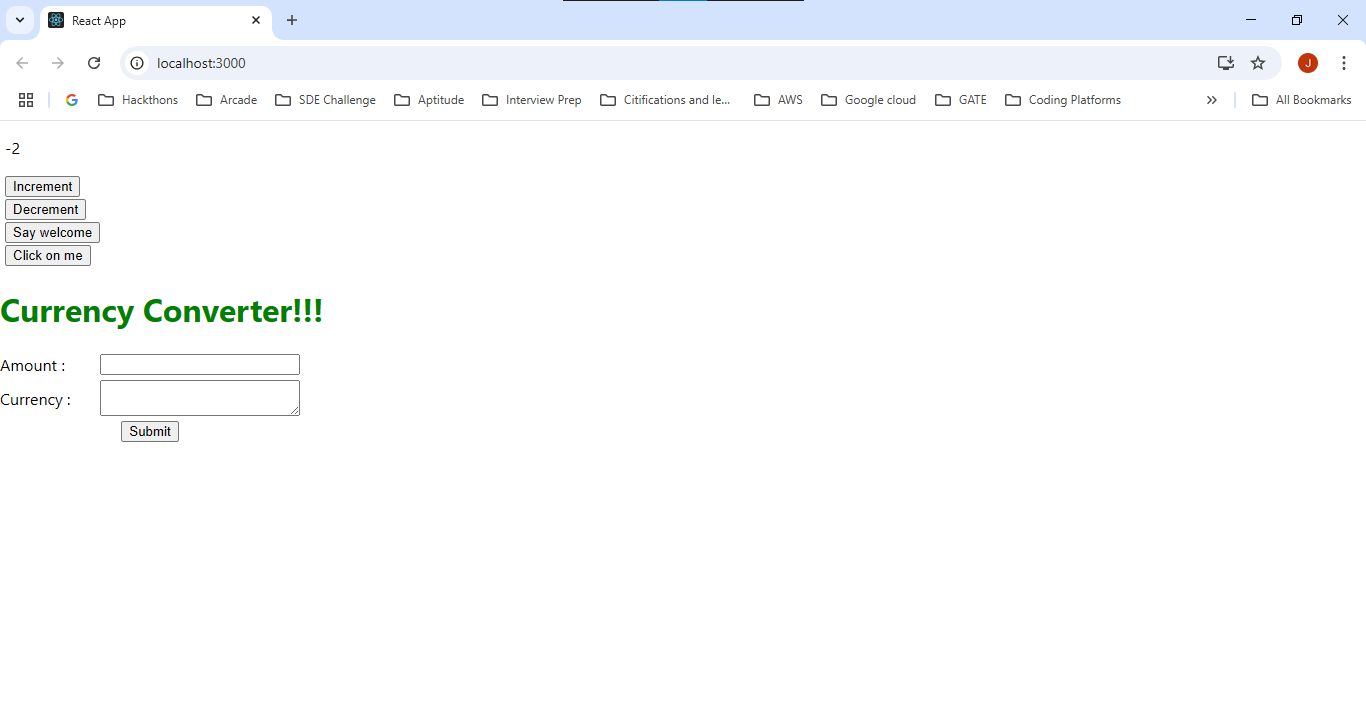 React App
localhost:3000
J
Hackthons Arcade SDE Challenge Aptitude Interview Prep Citifications and le... AWS Google cloud GATE Coding Platforms » All Bookmarks
-2
Increment
Decrement
Say welcome
Click on me
Currency Converter!!!
Amount :
Currency :
Submit